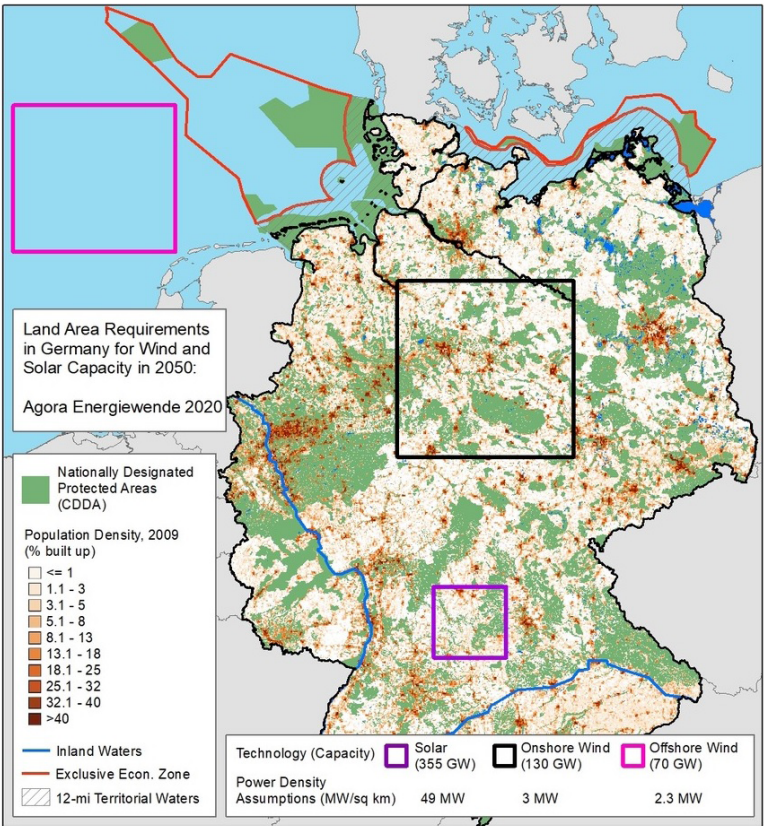 Land Area Requirements
in Germany for Wind and
Solar Capacity in 2050:
Agora Energiewende 2020
Nationally Designated
Protected Areas
(CDDA)
Population Density, 2009
(% built up)
<= 1
1.1 - 3
3.1 - 5
5.1 - 8
8.1 - 13
13.1 - 18
18.1 - 25
25.1 - 32
32.1 - 40
>40
Inland Waters
Exclusive Econ. Zone
12-mi Territorial Waters
Technology (Capacity)
Solar
(355 GW)
Onshore Wind
(130 GW)
Offshore Wind
(70 GW)
Power Density
Assumptions (MW/sq km)
49 MW
3 MW
2.3 MW